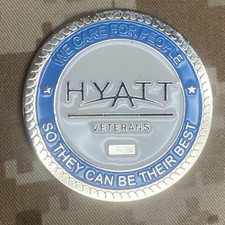 WE CARE FOR PEOPLE,
HYATT
VETERANS
SO THEY CAN BE THEIR BEST